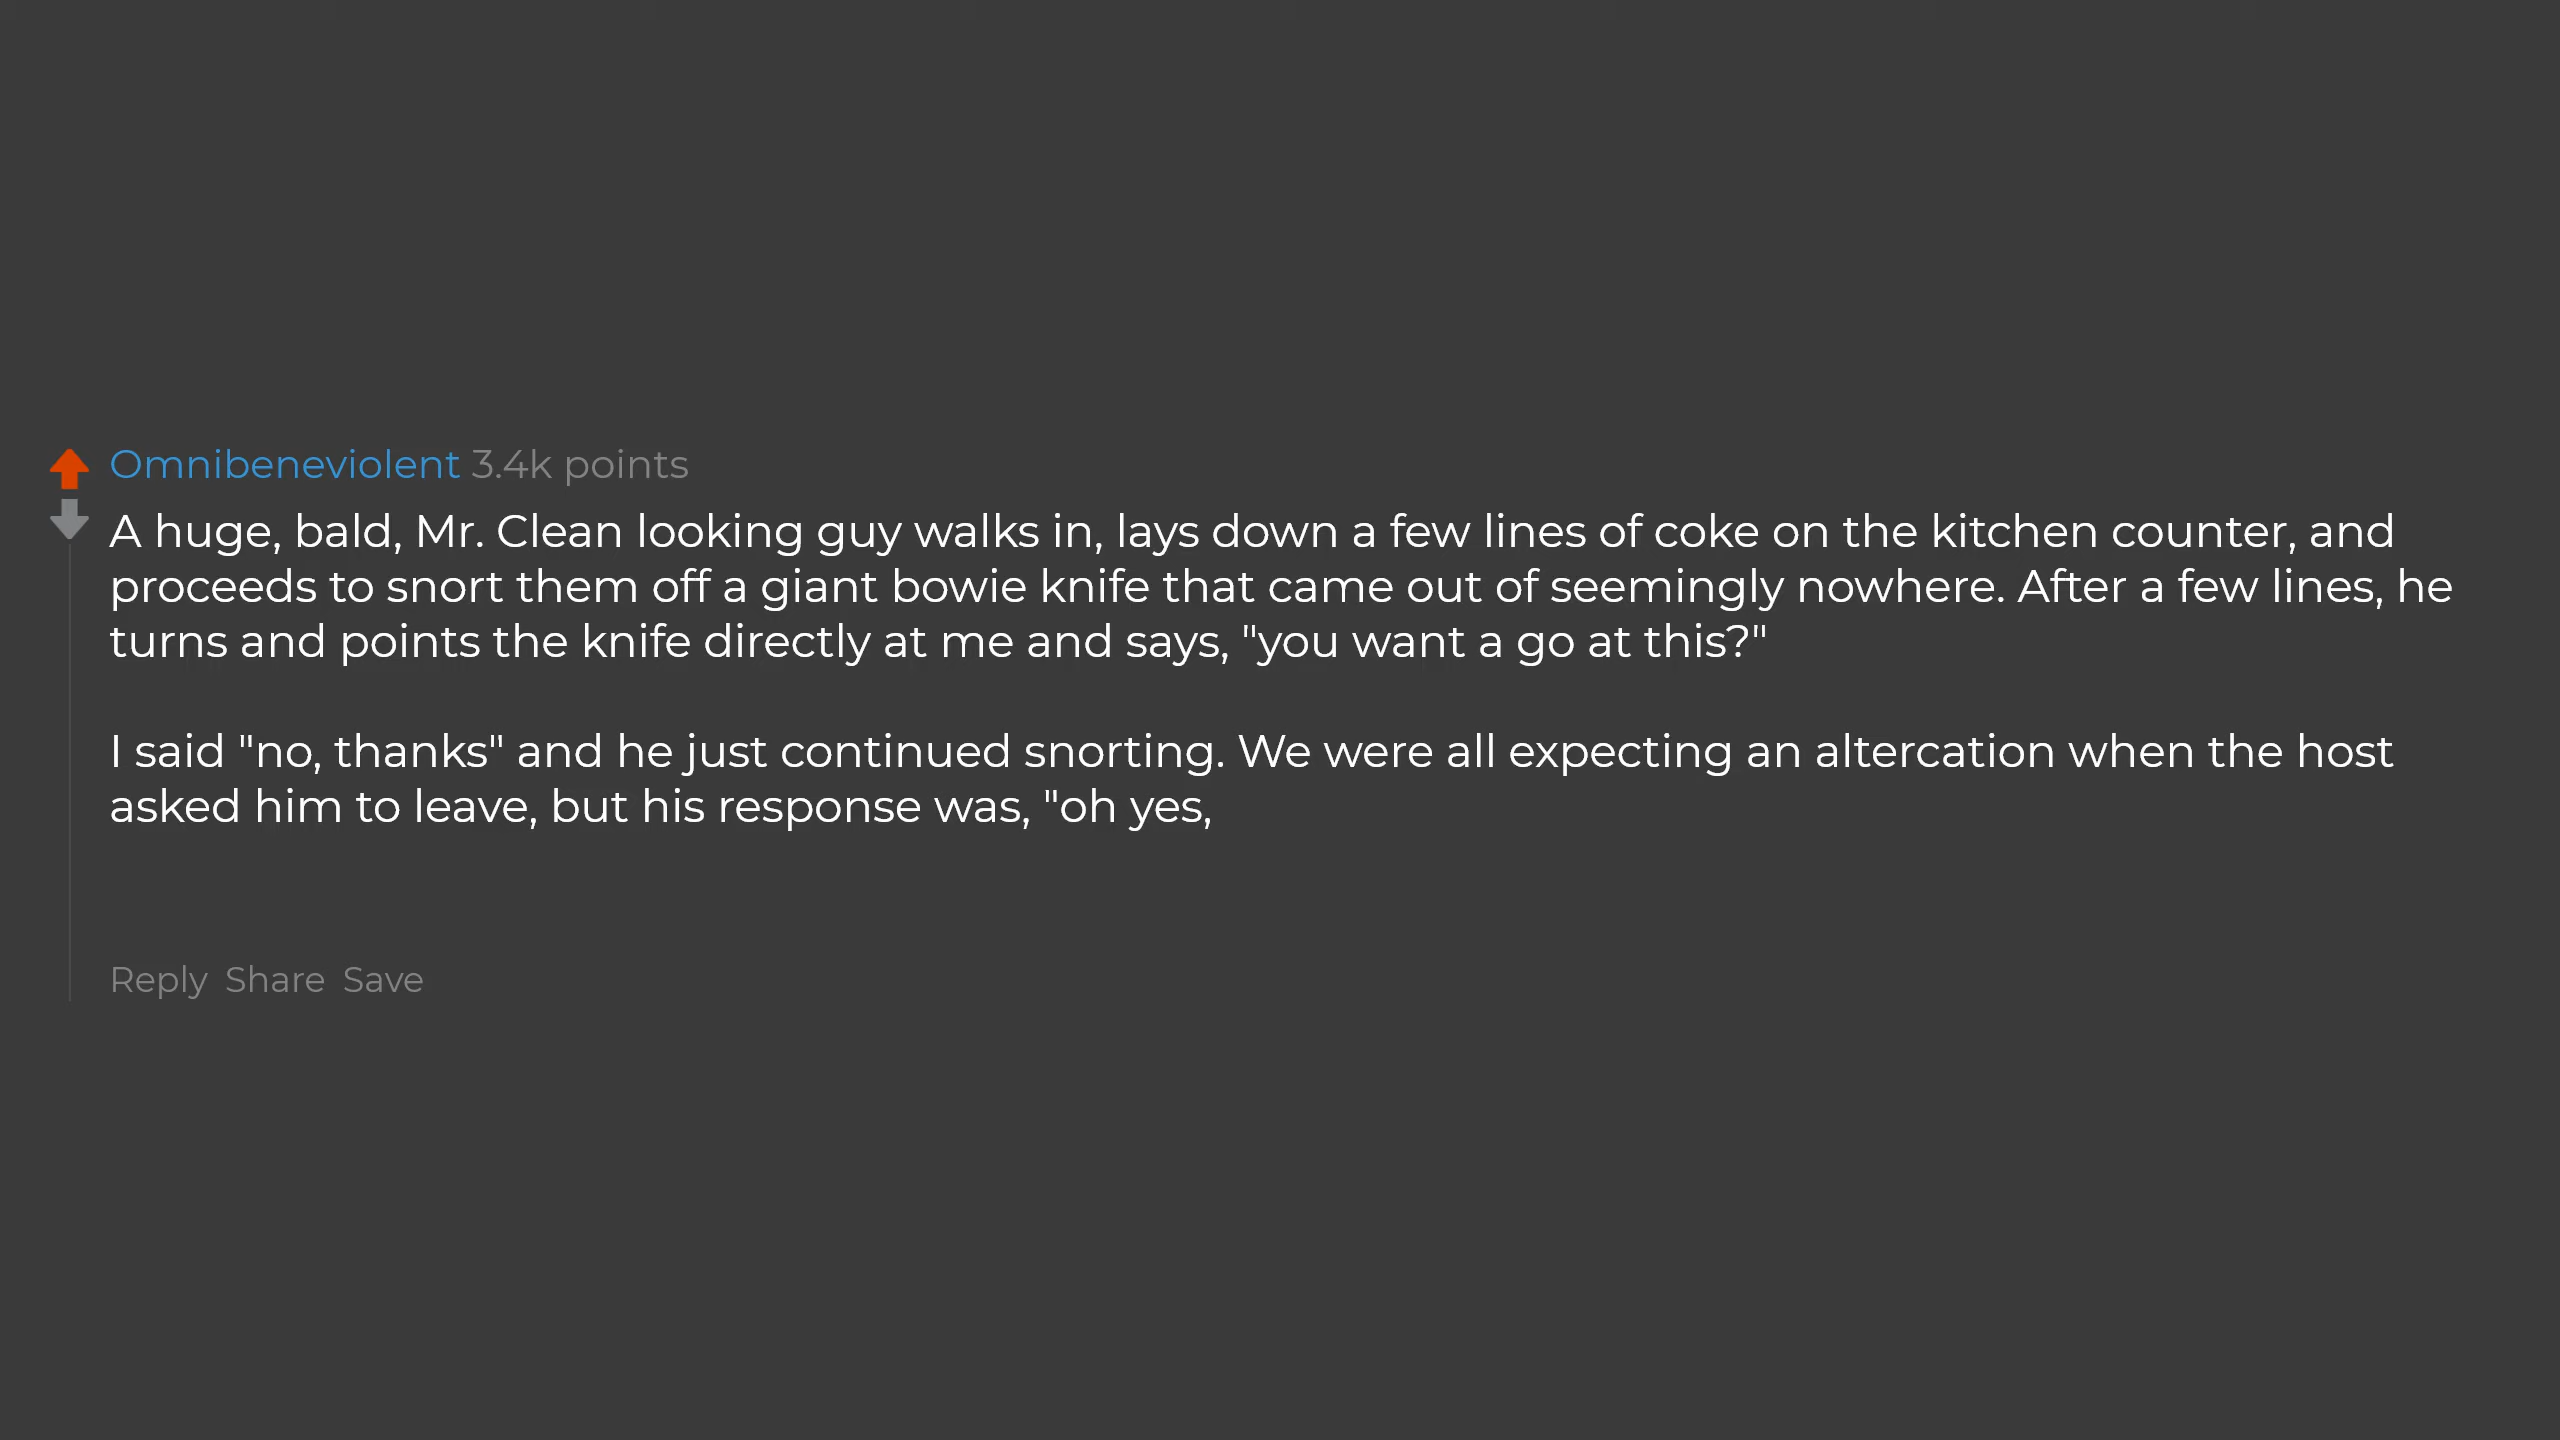 Omnibeneviolent 3.4k points
A huge, bald, Mr. Clean looking guy walks in, lays down a few lines of coke on the kitchen counter, and
proceeds to snort them off a giant bowie knife that came out of seemingly nowhere. After a few lines, he
turns and points the knife directly at me and says, "you want a go at this?"
I said "no, thanks" and he just continued snorting. We were all expecting an altercation when the host
asked him to leave, but his response was, "oh yes,
Reply Share Save